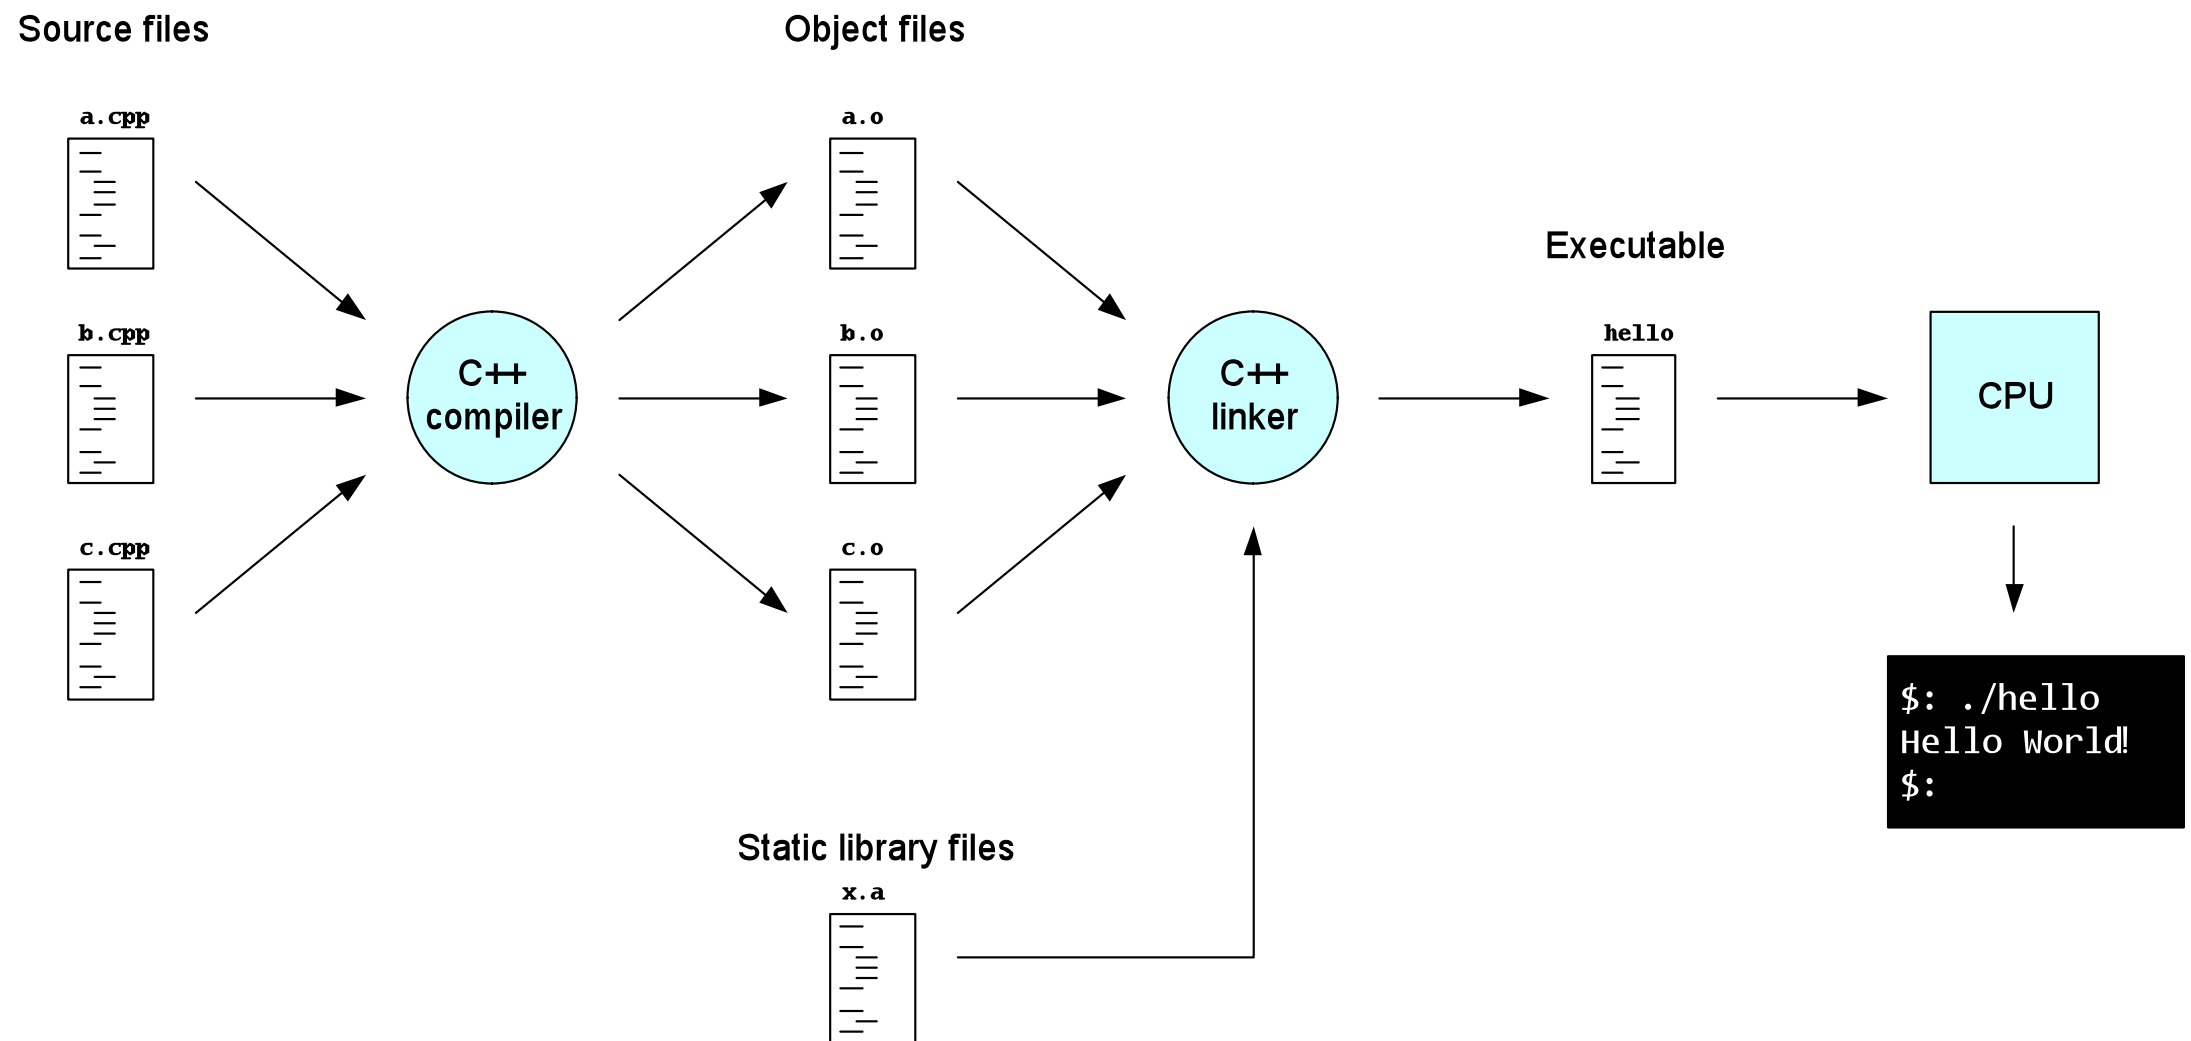 Source files
Object files
a.cpp
a.o
Executable
b.cpp
b.o
hello
C++
compiler
C++
linker
CPU
c.cpp
c.o
$: ./hello
Hello World!
$:
Static library files
x.a